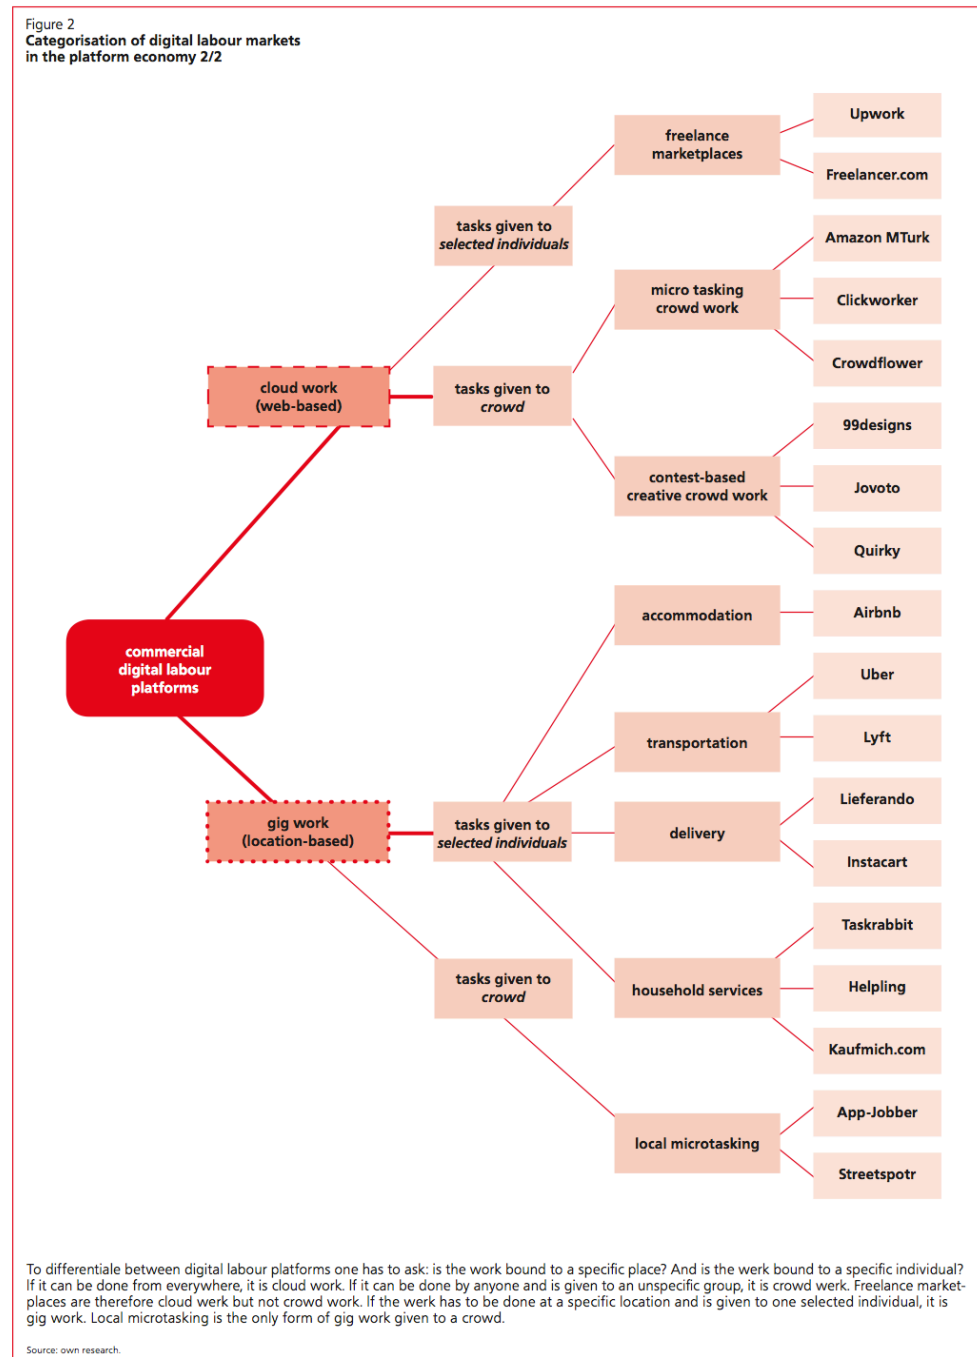 Figure 2
Categorisation of digital labour markets
in the platform economy 2/2
Upwork
freelance
marketplaces
Freelancer.com
tasks given to
selected individuals
Amazon MTurk
micro tasking
crowd work
Clickworker
Crowdflower
cloud work
(web-based)
tasks given to
crowd
99designs
contest-based
creative crowd work
Jovoto
Quirky
accommodation
Airbnb
commercial
digital labour
platforms
Uber
transportation
Lyft
Lieferando
gig work
(location-based)
tasks given to
selected individuals
delivery
Instacart
Taskrabbit
tasks given to
crowd
household services
Helpling
Kaufmich.com
App-Jobber
local microtasking
Streetspotr
To differentiale between digital labour platforms one has to ask: is the work bound to a specific place? And is the werk bound to a specific individual?
If it can be done from everywhere, it is cloud work. If it can be done by anyone and is given to an unspecific group, it is crowd werk. Freelance market-
places are therefore cloud werk but not crowd work. If the werk has to be done at a specific location and is given to one selected individual, it is
gig work. Local microtasking is the only form of gig work given to a crowd.
Source: own research.